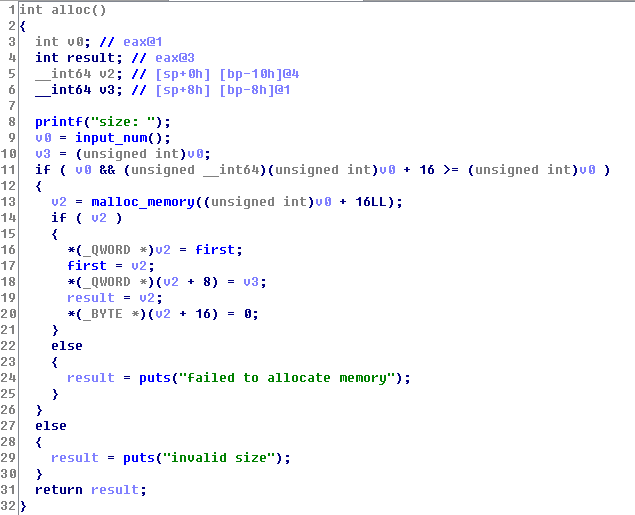 1 int alloc()
2 {
3 int v0; // eax@1
4 int result; // eax@3
5 __int64 v2; // [sp+0h] [bp-10h]@4
6 __int64 v3; // [sp+8h] [bp-8h]@1
7
8 printf("size: ");
9 v0 = input_num();
10 v3 = (unsigned int)v0;
11 if ( v0 && (unsigned __int64)(unsigned int)v0 + 16 >= (unsigned int)v0 )
12 {
13 v2 = malloc_memory((unsigned int)v0 + 16LL);
14 if ( v2 )
15 {
16 *(_QWORD *)v2 = first;
17 first = v2;
18 *(_QWORD *)(v2 + 8) = v3;
19 result = v2;
20 *(_BYTE *)(v2 + 16) = 0;
21 }
22 else
23 {
24 result = puts("failed to allocate memory");
25 }
26 }
27 else
28 {
29 result = puts("invalid size");
30 }
31 return result;
32 }